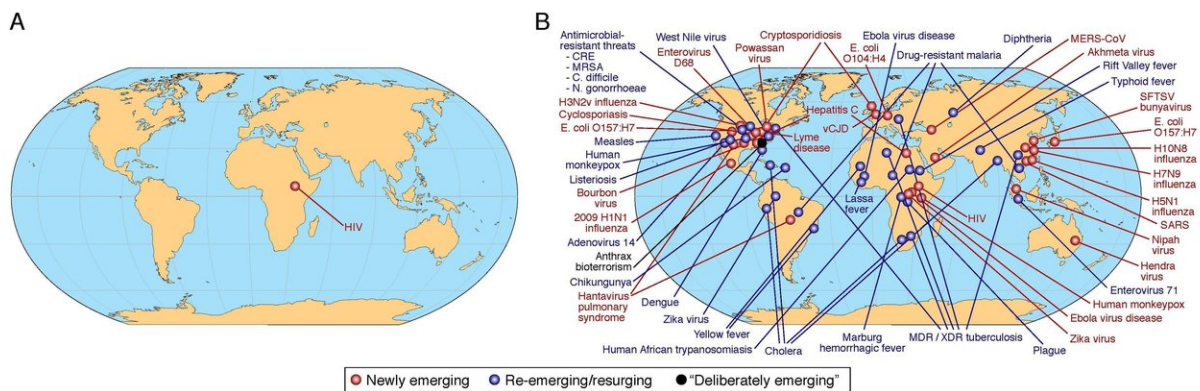 A
HIV
B
Antimicrobial-
resistant threats
- CRE
- MRSA
- C. difficile
- N. gonorrhoeae
West Nile virus
Enterovirus
D68
Powassan
virus
Cryptosporidiosis
E. coli
O104:H4
Ebola virus disease
Drug-resistant malaria
Diphtheria
MERS-CoV
Akhmeta virus
Rift Valley fever
Typhoid fever
SFTSV
bunyavirus
E. coli
O157:H7
H10N8
influenza
H7N9
influenza
H5N1
influenza
SARS
Nipah
virus
Hendra
virus
Enterovirus 71
Human monkeypox
Ebola virus disease
Zika virus
Plague
MDR / XDR tuberculosis
Marburg
hemorrhagic fever
Cholera
Human African trypanosomiasis
Yellow fever
Zika virus
Dengue
Hantavirus
pulmonary
syndrome
Chikungunya
Anthrax
bioterrorism
Adenovirus 14
2009 H1N1
influenza
Bourbon
virus
Listeriosis
Human
monkeypox
Measles
E. coli O157:H7
Cyclosporiasis
H3N2v influenza
Hepatitis C
vCJD
Lyme
disease
Lassa
fever
HIV
Newly emerging
Re-emerging/resurging
"Deliberately emerging"